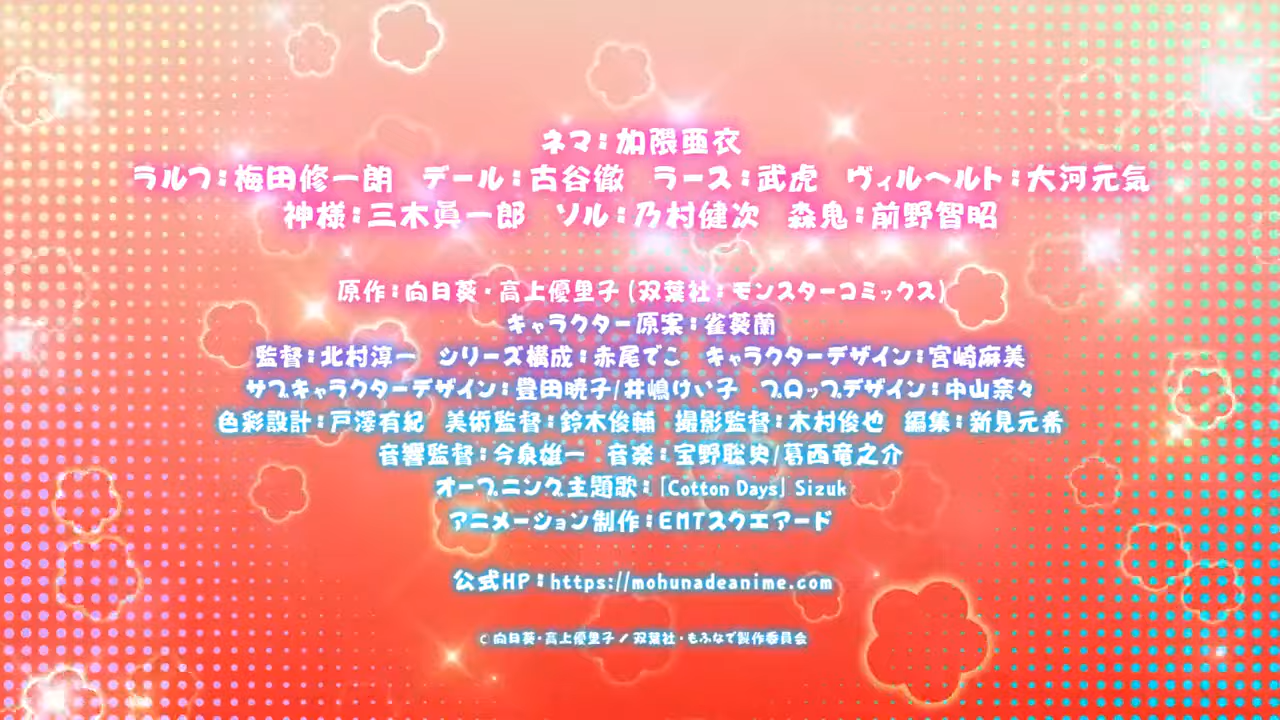 ネマ：加隈亜衣
ラルフ：梅田修一朗　デール：古谷徹　ラース：武虎　ヴィルヘルト：大河元気
神様：三木眞一郎　ソル：乃村健次　森鬼：前野智昭
原作：向日葵・高上優里子（双葉社：モンスターコミックス）
キャラクター原案：雀葵蘭
監督：北村淳一　シリーズ構成：赤尾でこ　キャラクターデザイン：宮崎麻美
サブキャラクターデザイン：豊田暁子/井嶋けい子　プロップデザイン：中山奈々
色彩設計：戸澤有紀　美術監督：鈴木俊輔　撮影監督：木村俊也　編集：新見元希
音響監督：今泉雄一　音楽：宝野聡史/葛西竜之介
オープニング主題歌：「Cotton Days」Sizuk
アニメーション制作：EMTスクエアード
公式HP：https://mohunadeanime.com
©向日葵・高上優里子／双葉社・もふなで製作委員会